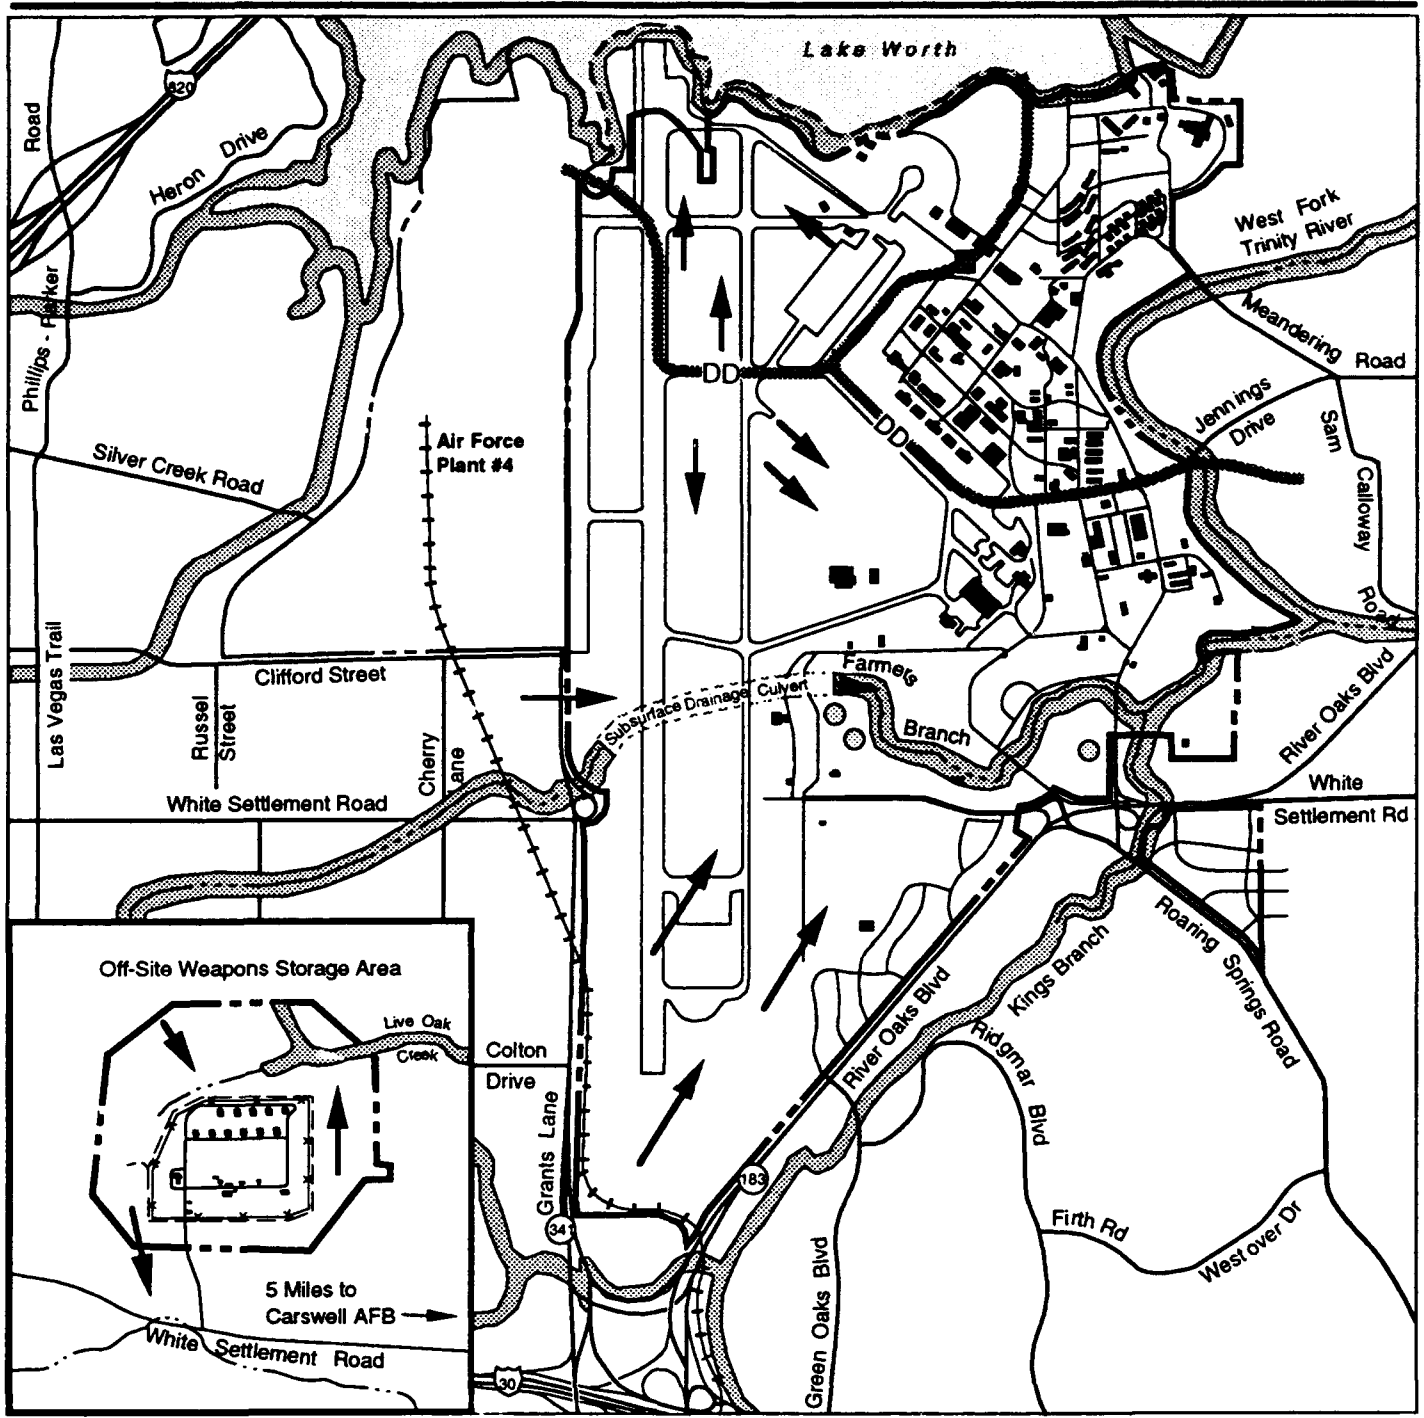 Lake Worth
820
Road
Heron Drive
West Fork
Trinity River
Phillips - Parker
Meandering
Road
DD
Jennings
Drive
Sam
Calloway
Road
DD
Air Force
Plant #4
Silver Creek Road
Las Vegas Trail
Clifford Street
Russel
Street
Cherry
Lane
Subsurface Drainage Culvert
Farmers
Branch
River Oaks Blvd
White
Settlement Rd
White Settlement Road
Roaring Springs Road
Kings Branch
River Oaks Blvd
Ridgmar Blvd
Off-Site Weapons Storage Area
Live Oak
Creek
Colton
Drive
Grants Lane
341
183
Firth Rd
Westover Dr
Green Oaks Blvd
5 Miles to
Carswell AFB
White Settlement Road
30